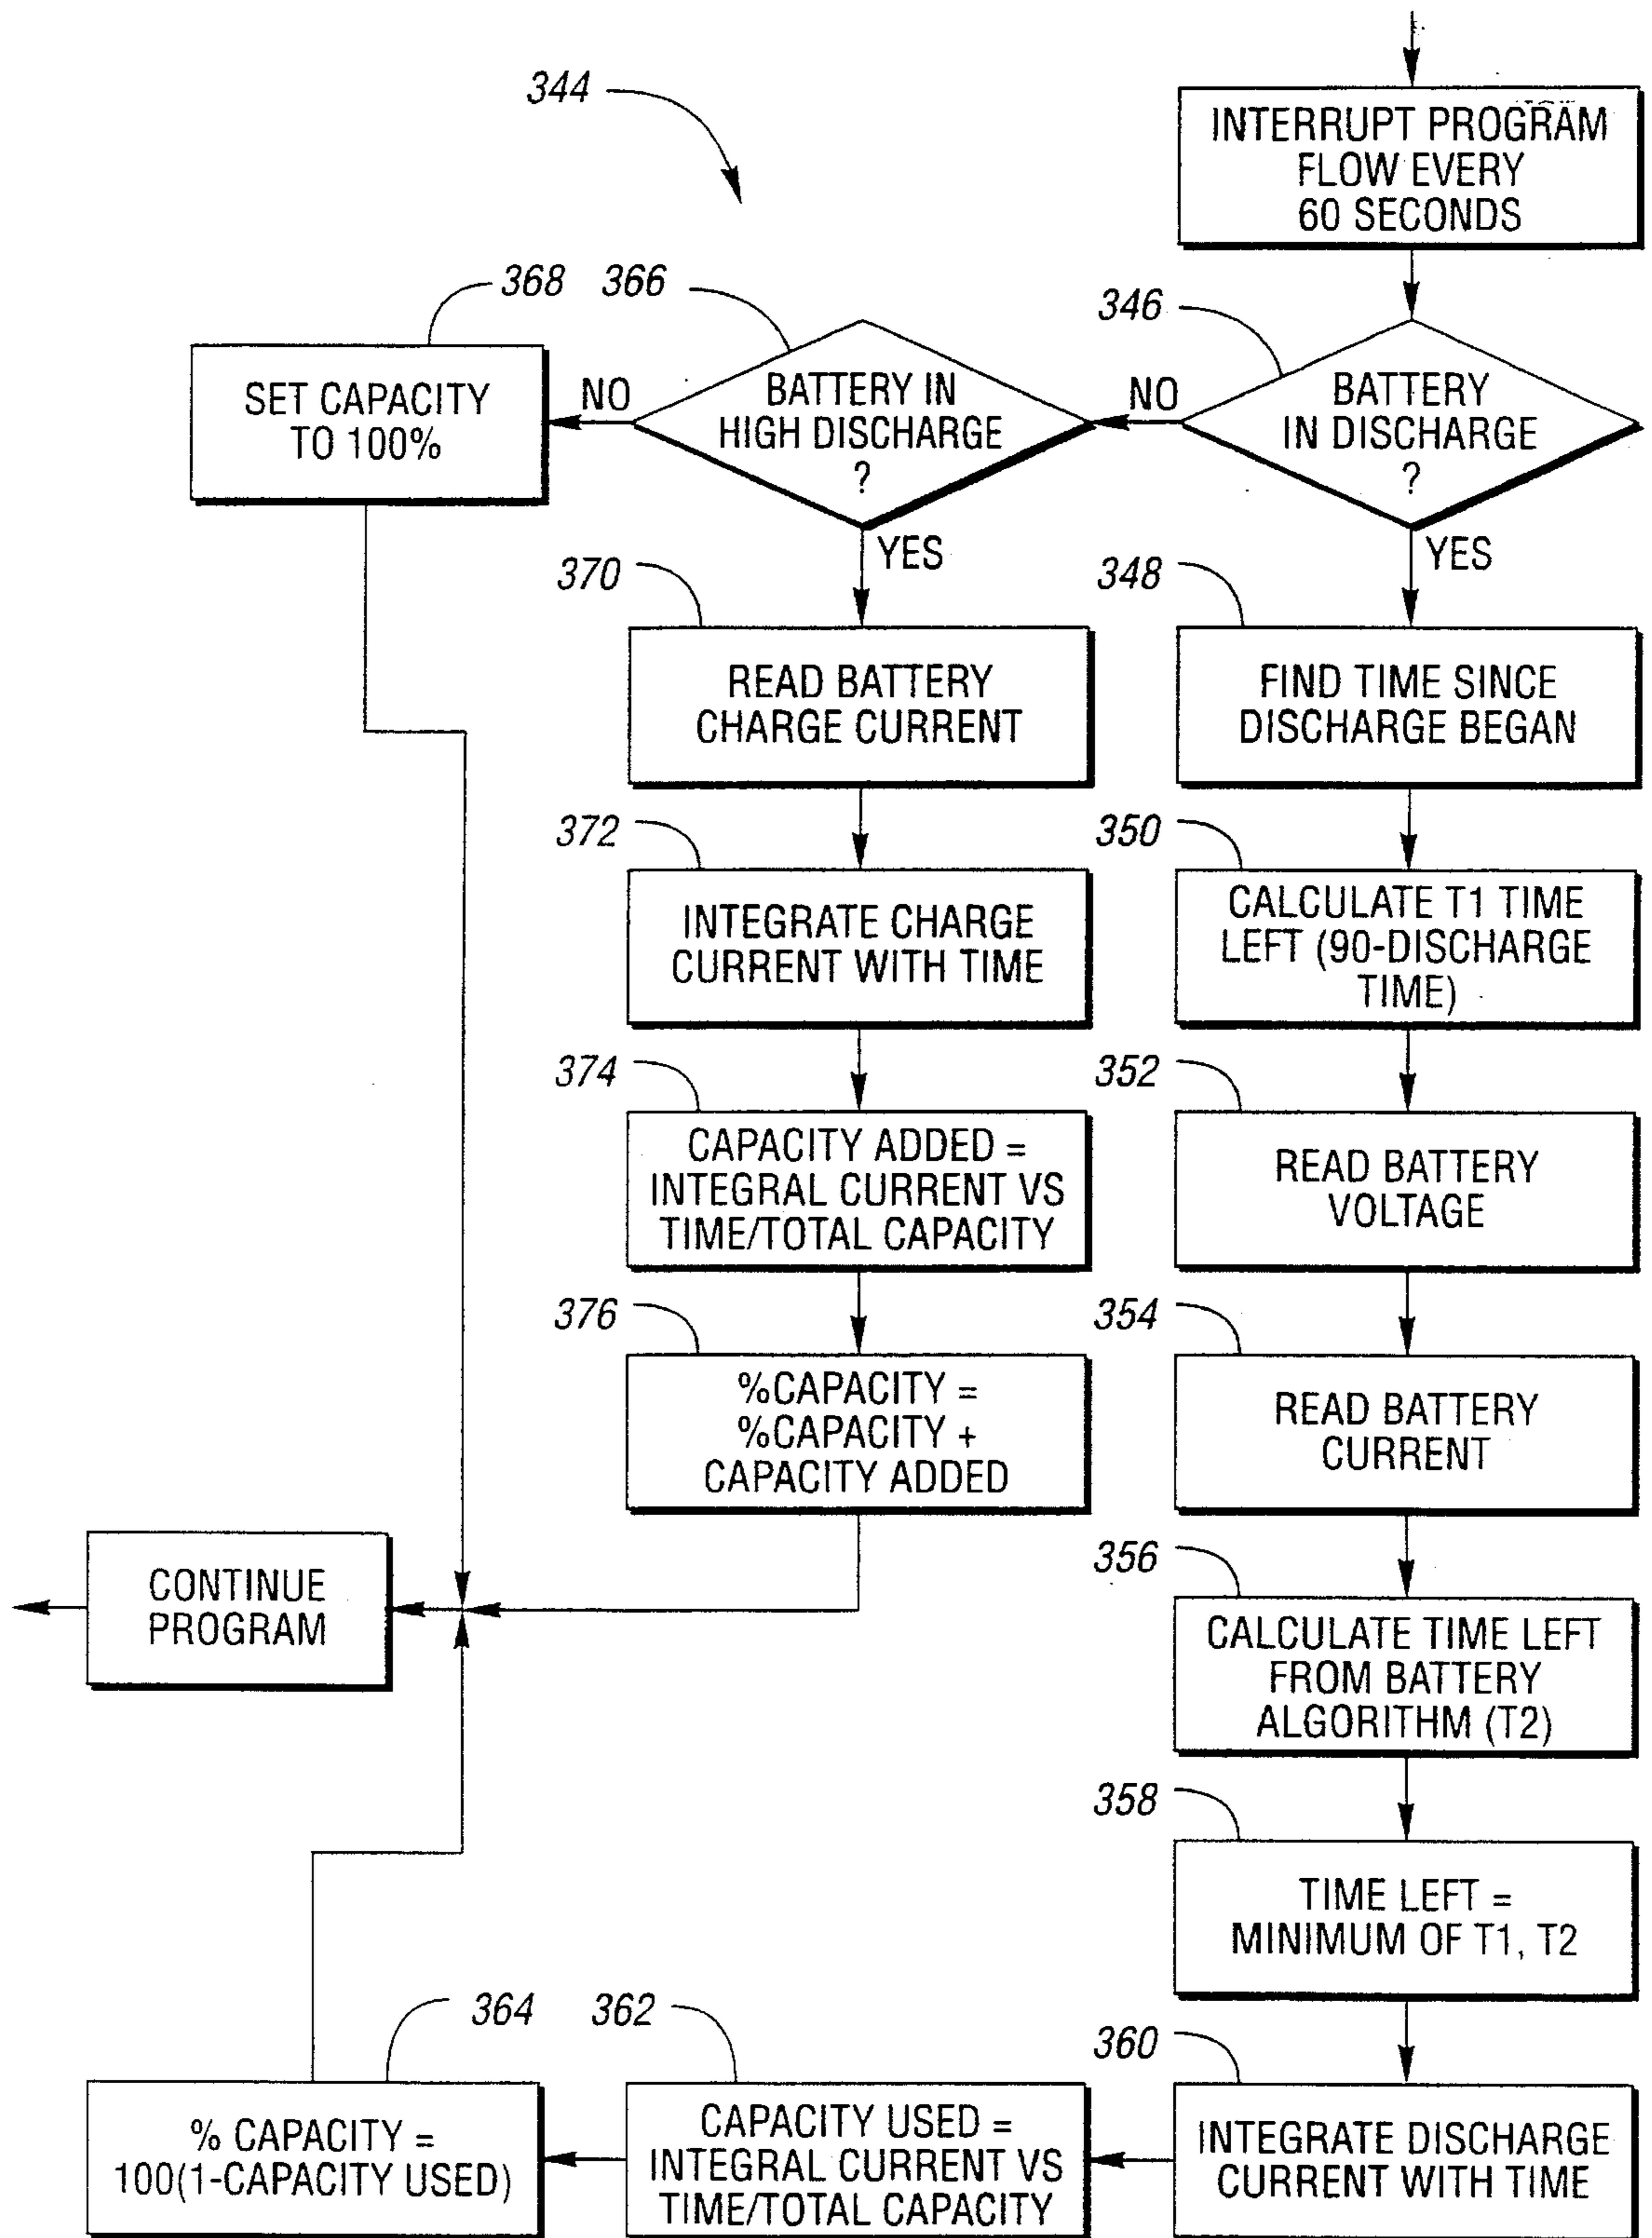 344
INTERRUPT PROGRAM
FLOW EVERY
60 SECONDS
368
366
346
SET CAPACITY
TO 100%
NO
BATTERY IN
HIGH DISCHARGE
?
NO
BATTERY
IN DISCHARGE
?
YES
YES
370
348
READ BATTERY
CHARGE CURRENT
FIND TIME SINCE
DISCHARGE BEGAN
372
350
INTEGRATE CHARGE
CURRENT WITH TIME
CALCULATE T1 TIME
LEFT (90-DISCHARGE
TIME)
374
352
CAPACITY ADDED =
INTEGRAL CURRENT VS
TIME/TOTAL CAPACITY
READ BATTERY
VOLTAGE
376
354
%CAPACITY =
%CAPACITY +
CAPACITY ADDED
READ BATTERY
CURRENT
356
CONTINUE
PROGRAM
CALCULATE TIME LEFT
FROM BATTERY
ALGORITHM (T2)
358
TIME LEFT =
MINIMUM OF T1, T2
364
362
360
% CAPACITY =
100(1-CAPACITY USED)
CAPACITY USED =
INTEGRAL CURRENT VS
TIME/TOTAL CAPACITY
INTEGRATE DISCHARGE
CURRENT WITH TIME